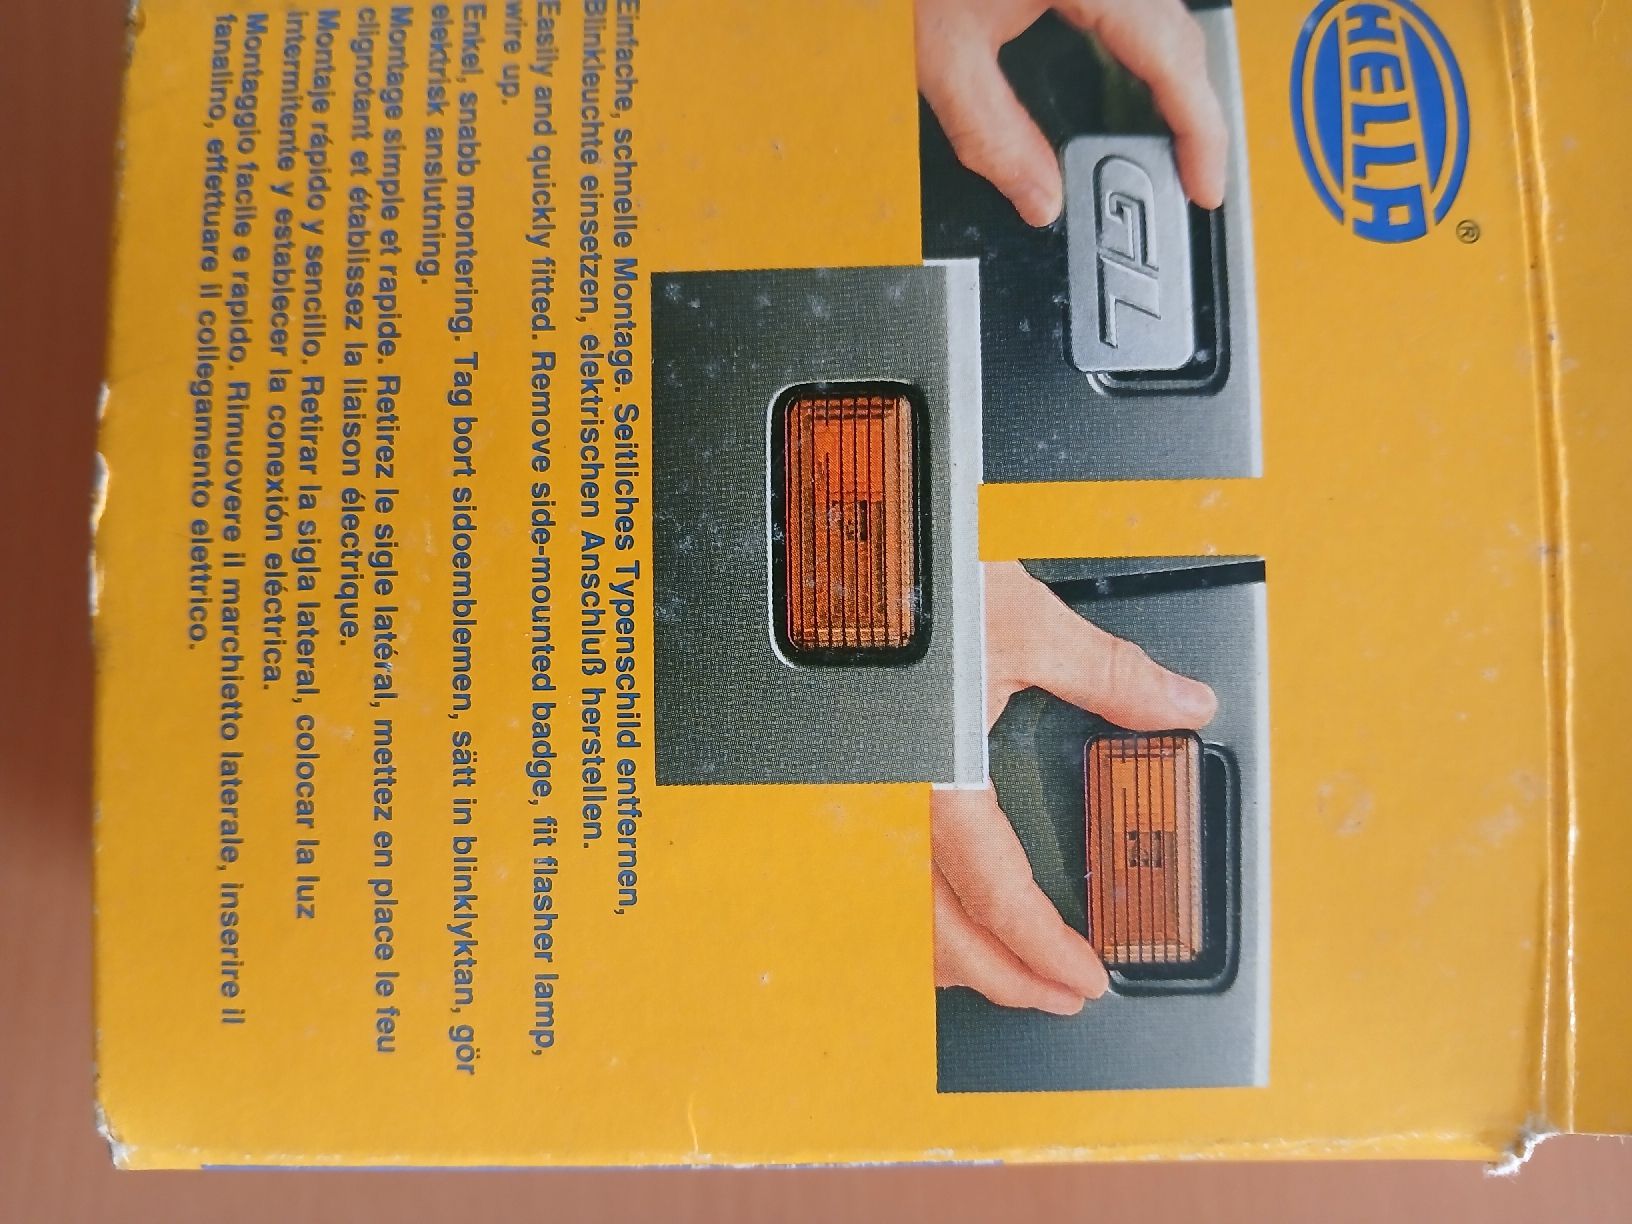 HELLA®
GL
Einfache, schnelle Montage. Seitliches Typenschild entfernen,
Blinkleuchte einsetzen, elektrischen Anschluß herstellen.
Easily and quickly fitted. Remove side-mounted badge, fit flasher lamp,
wire up.
Enkel, snabb montering. Tag bort sidoemblemen, sätt in blinklyktan, gör
elektrisk anslutning.
Montage simple et rapide. Retirez le sigle latéral, mettez en place le feu
clignotant et établissez la liaison électrique.
Montaje rápido y sencillo. Retirar la sigla lateral, colocar la luz
intermitente y establecer la conexión eléctrica.
Montaggio facile e rapido. Rimuovere il marchietto laterale, inserire il
fanalino, effettuare il collegamento elettrico.